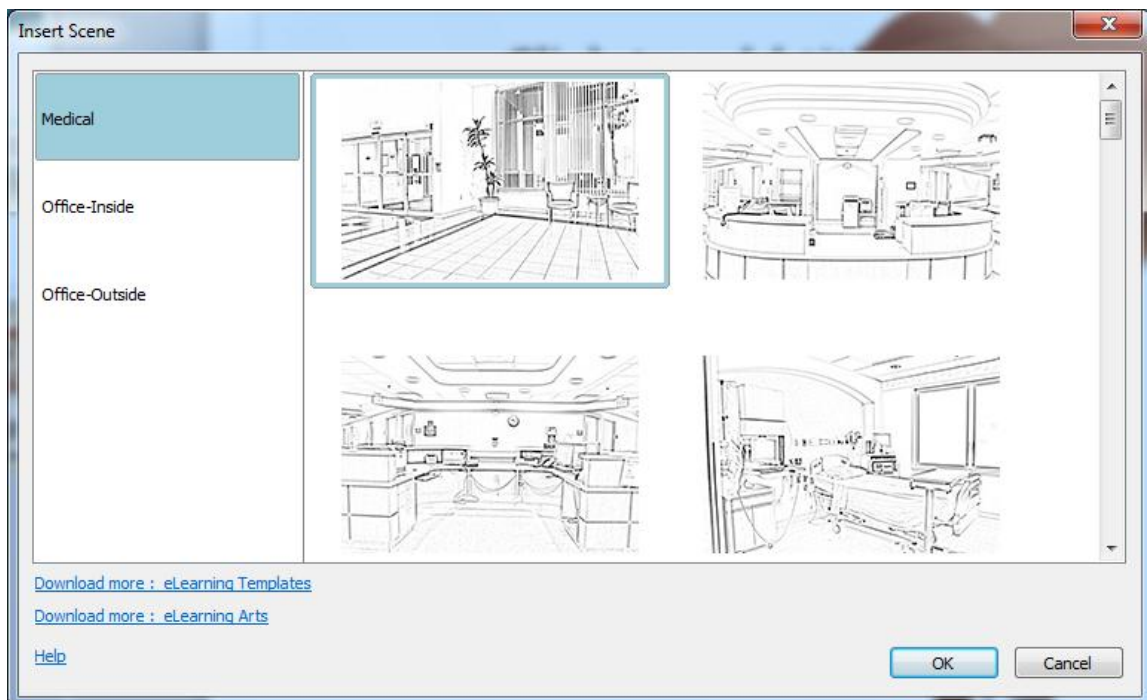 Insert Scene
Medical
Office-Inside
Office-Outside
Download more :  eLearning Templates
Download more :  eLearning Arts
Help
OK
Cancel